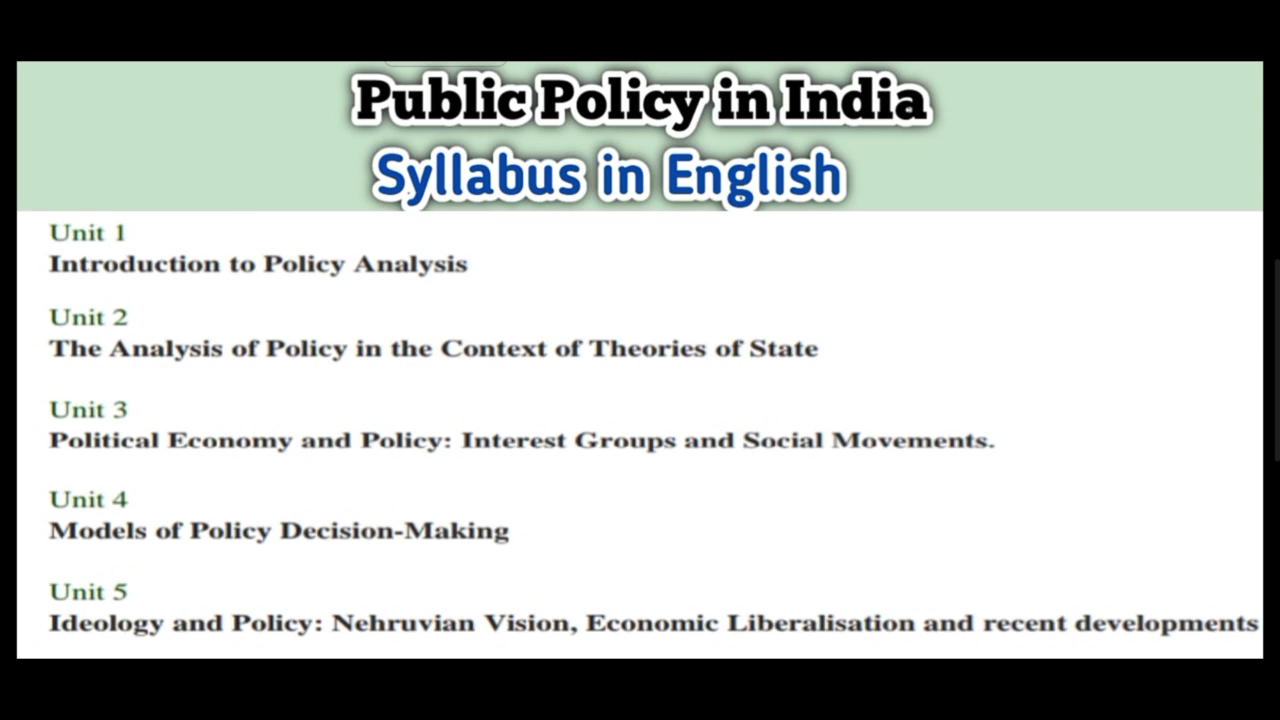 Public Policy in India
Syllabus in English
Unit 1
Introduction to Policy Analysis
Unit 2
The Analysis of Policy in the Context of Theories of State
Unit 3
Political Economy and Policy: Interest Groups and Social Movements.
Unit 4
Models of Policy Decision-Making
Unit 5
Ideology and Policy: Nehruvian Vision, Economic Liberalisation and recent developments